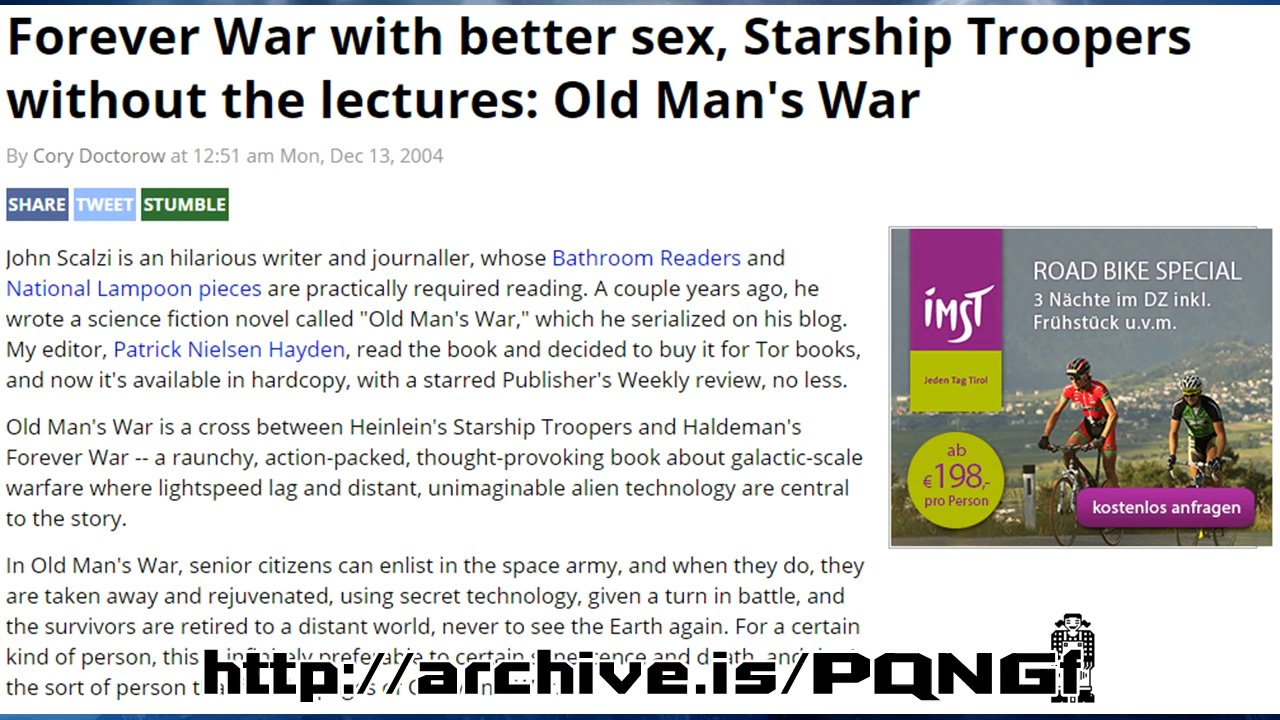 Forever War with better sex, Starship Troopers
without the lectures: Old Man's War
By Cory Doctorow at 12:51 am Mon, Dec 13, 2004
SHARE TWEET STUMBLE
John Scalzi is an hilarious writer and journaller, whose Bathroom Readers and
National Lampoon pieces are practically required reading. A couple years ago, he
wrote a science fiction novel called "Old Man's War," which he serialized on his blog.
My editor, Patrick Nielsen Hayden, read the book and decided to buy it for Tor books,
and now it's available in hardcopy, with a starred Publisher's Weekly review, no less.
Old Man's War is a cross between Heinlein's Starship Troopers and Haldeman's
Forever War -- a raunchy, action-packed, thought-provoking book about galactic-scale
warfare where lightspeed lag and distant, unimaginable alien technology are central
to the story.
In Old Man's War, senior citizens can enlist in the space army, and when they do, they
are taken away and rejuvenated, using secret technology, given a turn in battle, and
the survivors are retired to a distant world, never to see the Earth again. For a certain
kind of person, this infinitely preferable to certain senescence and death, and
the sort of person
http://archive.is/PQNGf
imst
Jeden Tag Tirol
ROAD BIKE SPECIAL
3 Nächte im DZ inkl.
Frühstück u.v.m.
ab
€198,-
pro Person
kostenlos anfragen